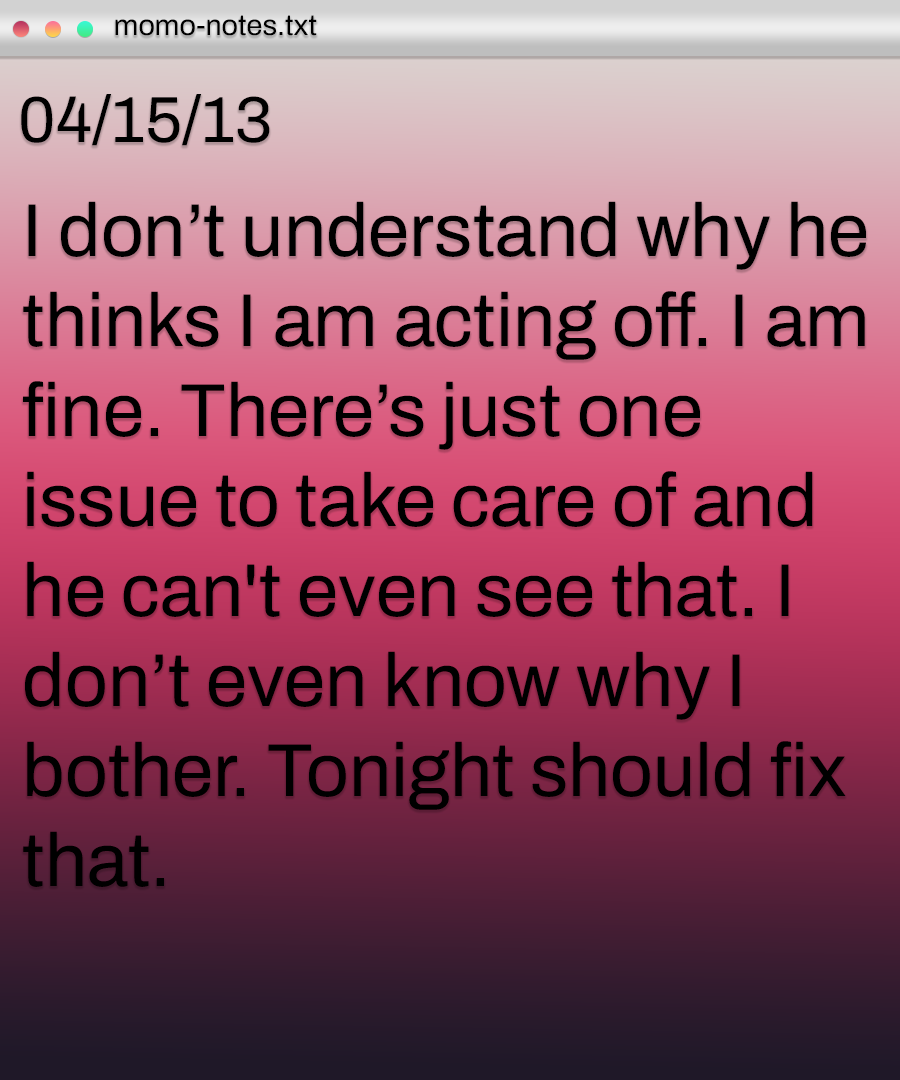 momo-notes.txt
04/15/13
I don’t understand why he
thinks I am acting off. I am
fine. There’s just one
issue to take care of and
he can't even see that. I
don’t even know why I
bother. Tonight should fix
that.